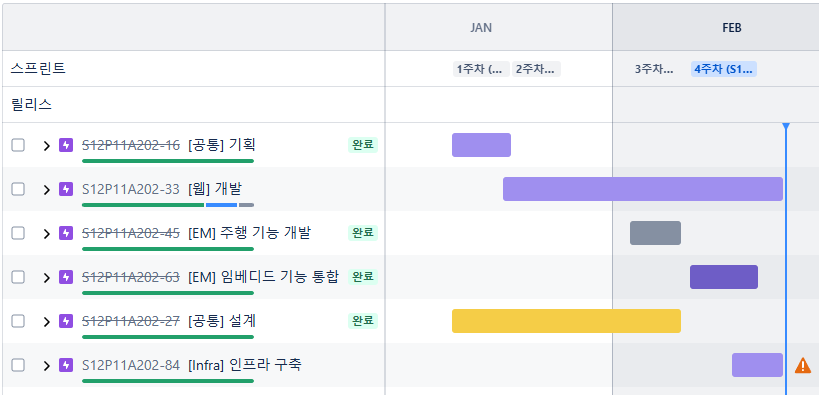 JAN FEB
스프린트 1주차 (... 2주차... 3주차... 4주차 (S1...
릴리스
S12P11A202-16 [공통] 기획 완료
S12P11A202-33 [웹] 개발
S12P11A202-45 [EM] 주행 기능 개발 완료
S12P11A202-63 [EM] 임베디드 기능 통합 완료
S12P11A202-27 [공통] 설계 완료
S12P11A202-84 [Infra] 인프라 구축